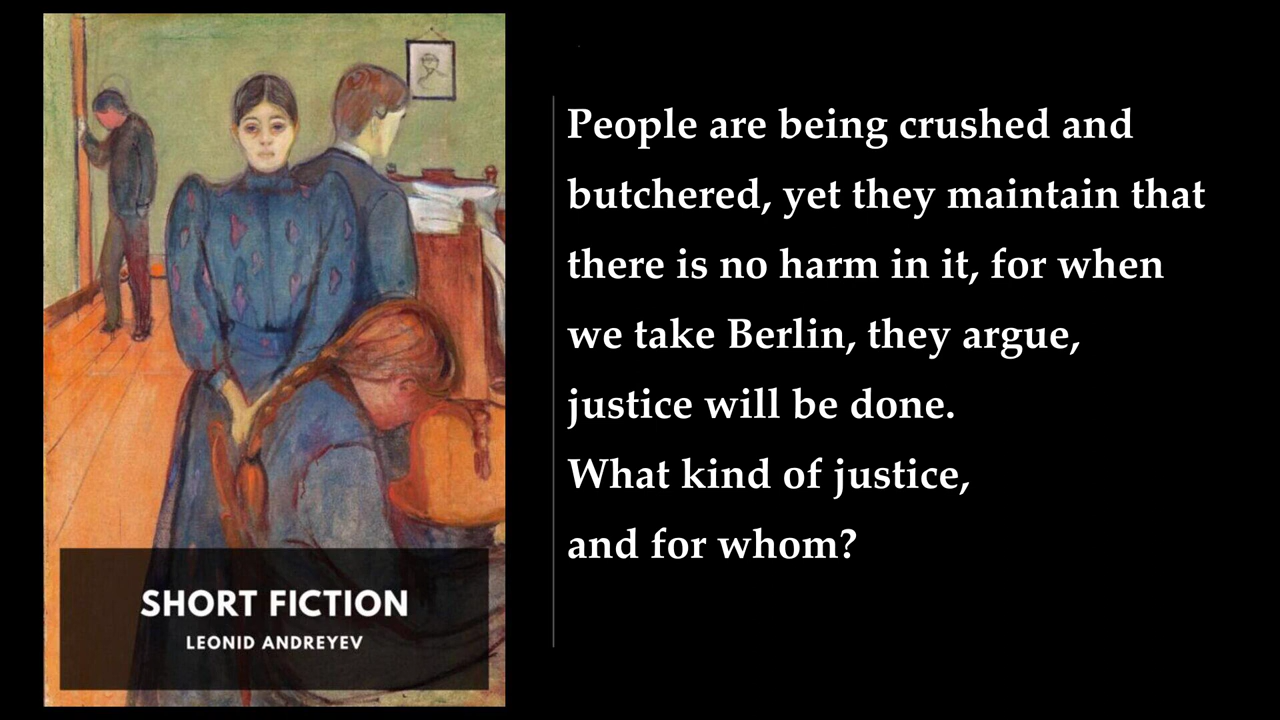 People are being crushed and
butchered, yet they maintain that
there is no harm in it, for when
we take Berlin, they argue,
justice will be done.
What kind of justice,
and for whom?
SHORT FICTION
LEONID ANDREYEV